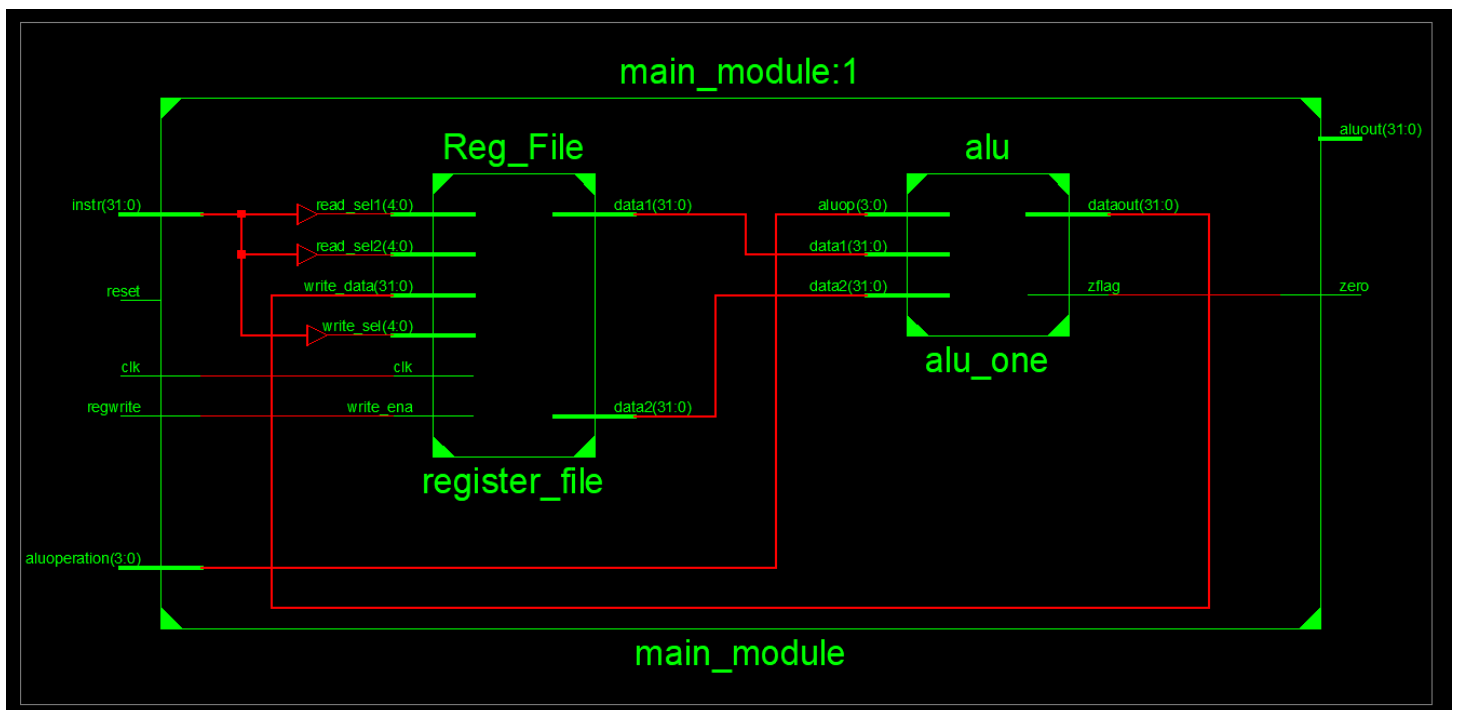 main_module:1
aluout(31:0)
Reg_File
alu
instr(31:0)
read_sel1(4:0)
data1(31:0)
aluop(3:0)
dataout(31:0)
read_sel2(4:0)
data1(31:0)
reset
write_data(31:0)
data2(31:0)
zflag
zero
write_sel(4:0)
alu_one
clk
clk
regwrite
write_ena
data2(31:0)
register_file
aluoperation(3:0)
main_module